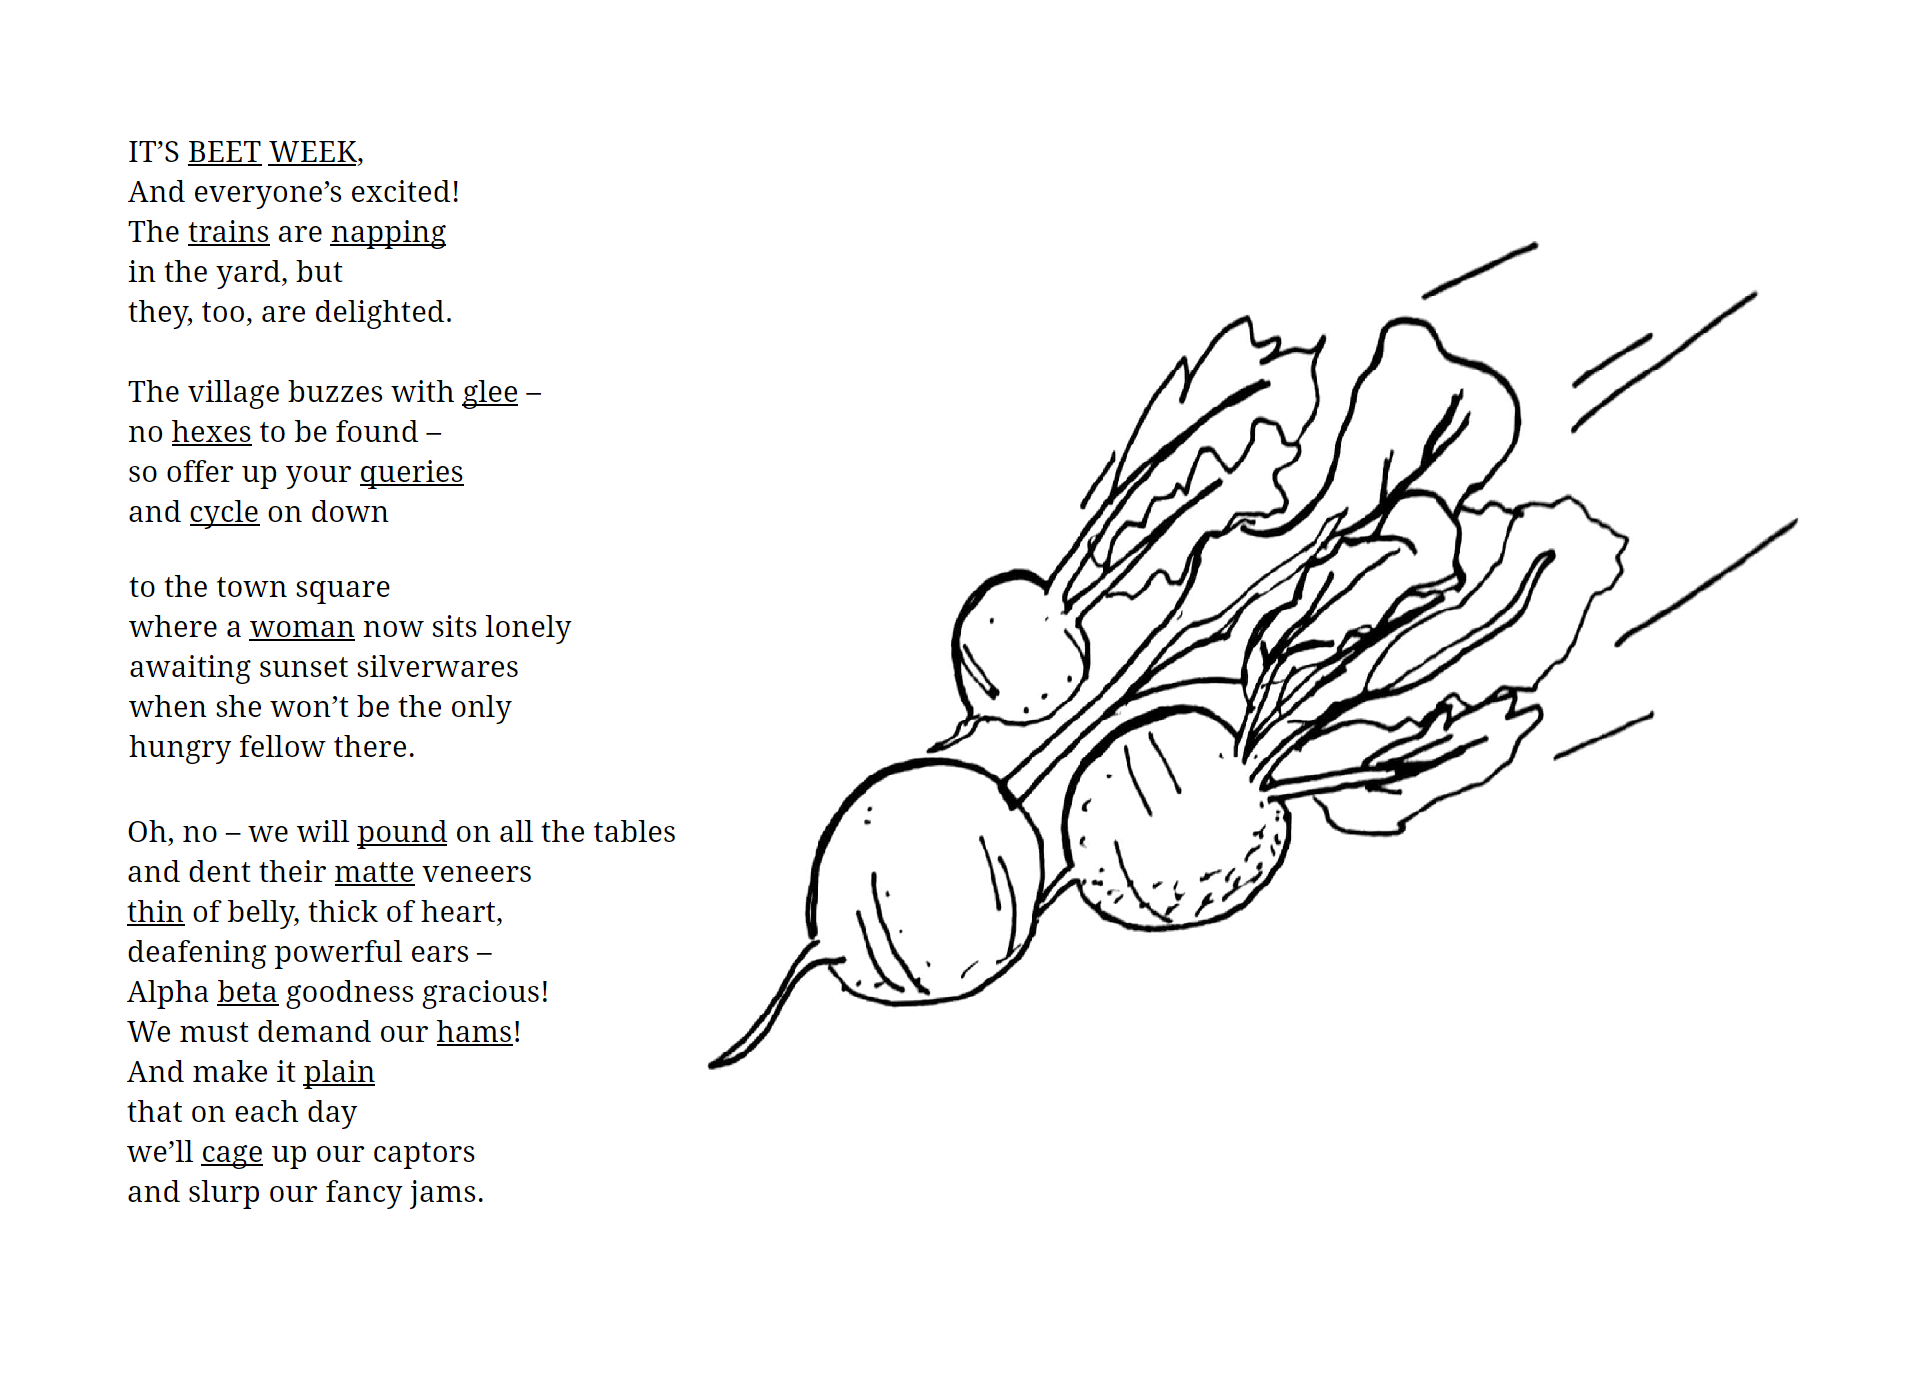 IT’S BEET WEEK,
And everyone’s excited!
The trains are napping
in the yard, but
they, too, are delighted.
The village buzzes with glee –
no hexes to be found –
so offer up your queries
and cycle on down
to the town square
where a woman now sits lonely
awaiting sunset silverwares
when she won’t be the only
hungry fellow there.
Oh, no – we will pound on all the tables
and dent their matte veneers
thin of belly, thick of heart,
deafening powerful ears –
Alpha beta goodness gracious!
We must demand our hams!
And make it plain
that on each day
we’ll cage up our captors
and slurp our fancy jams.